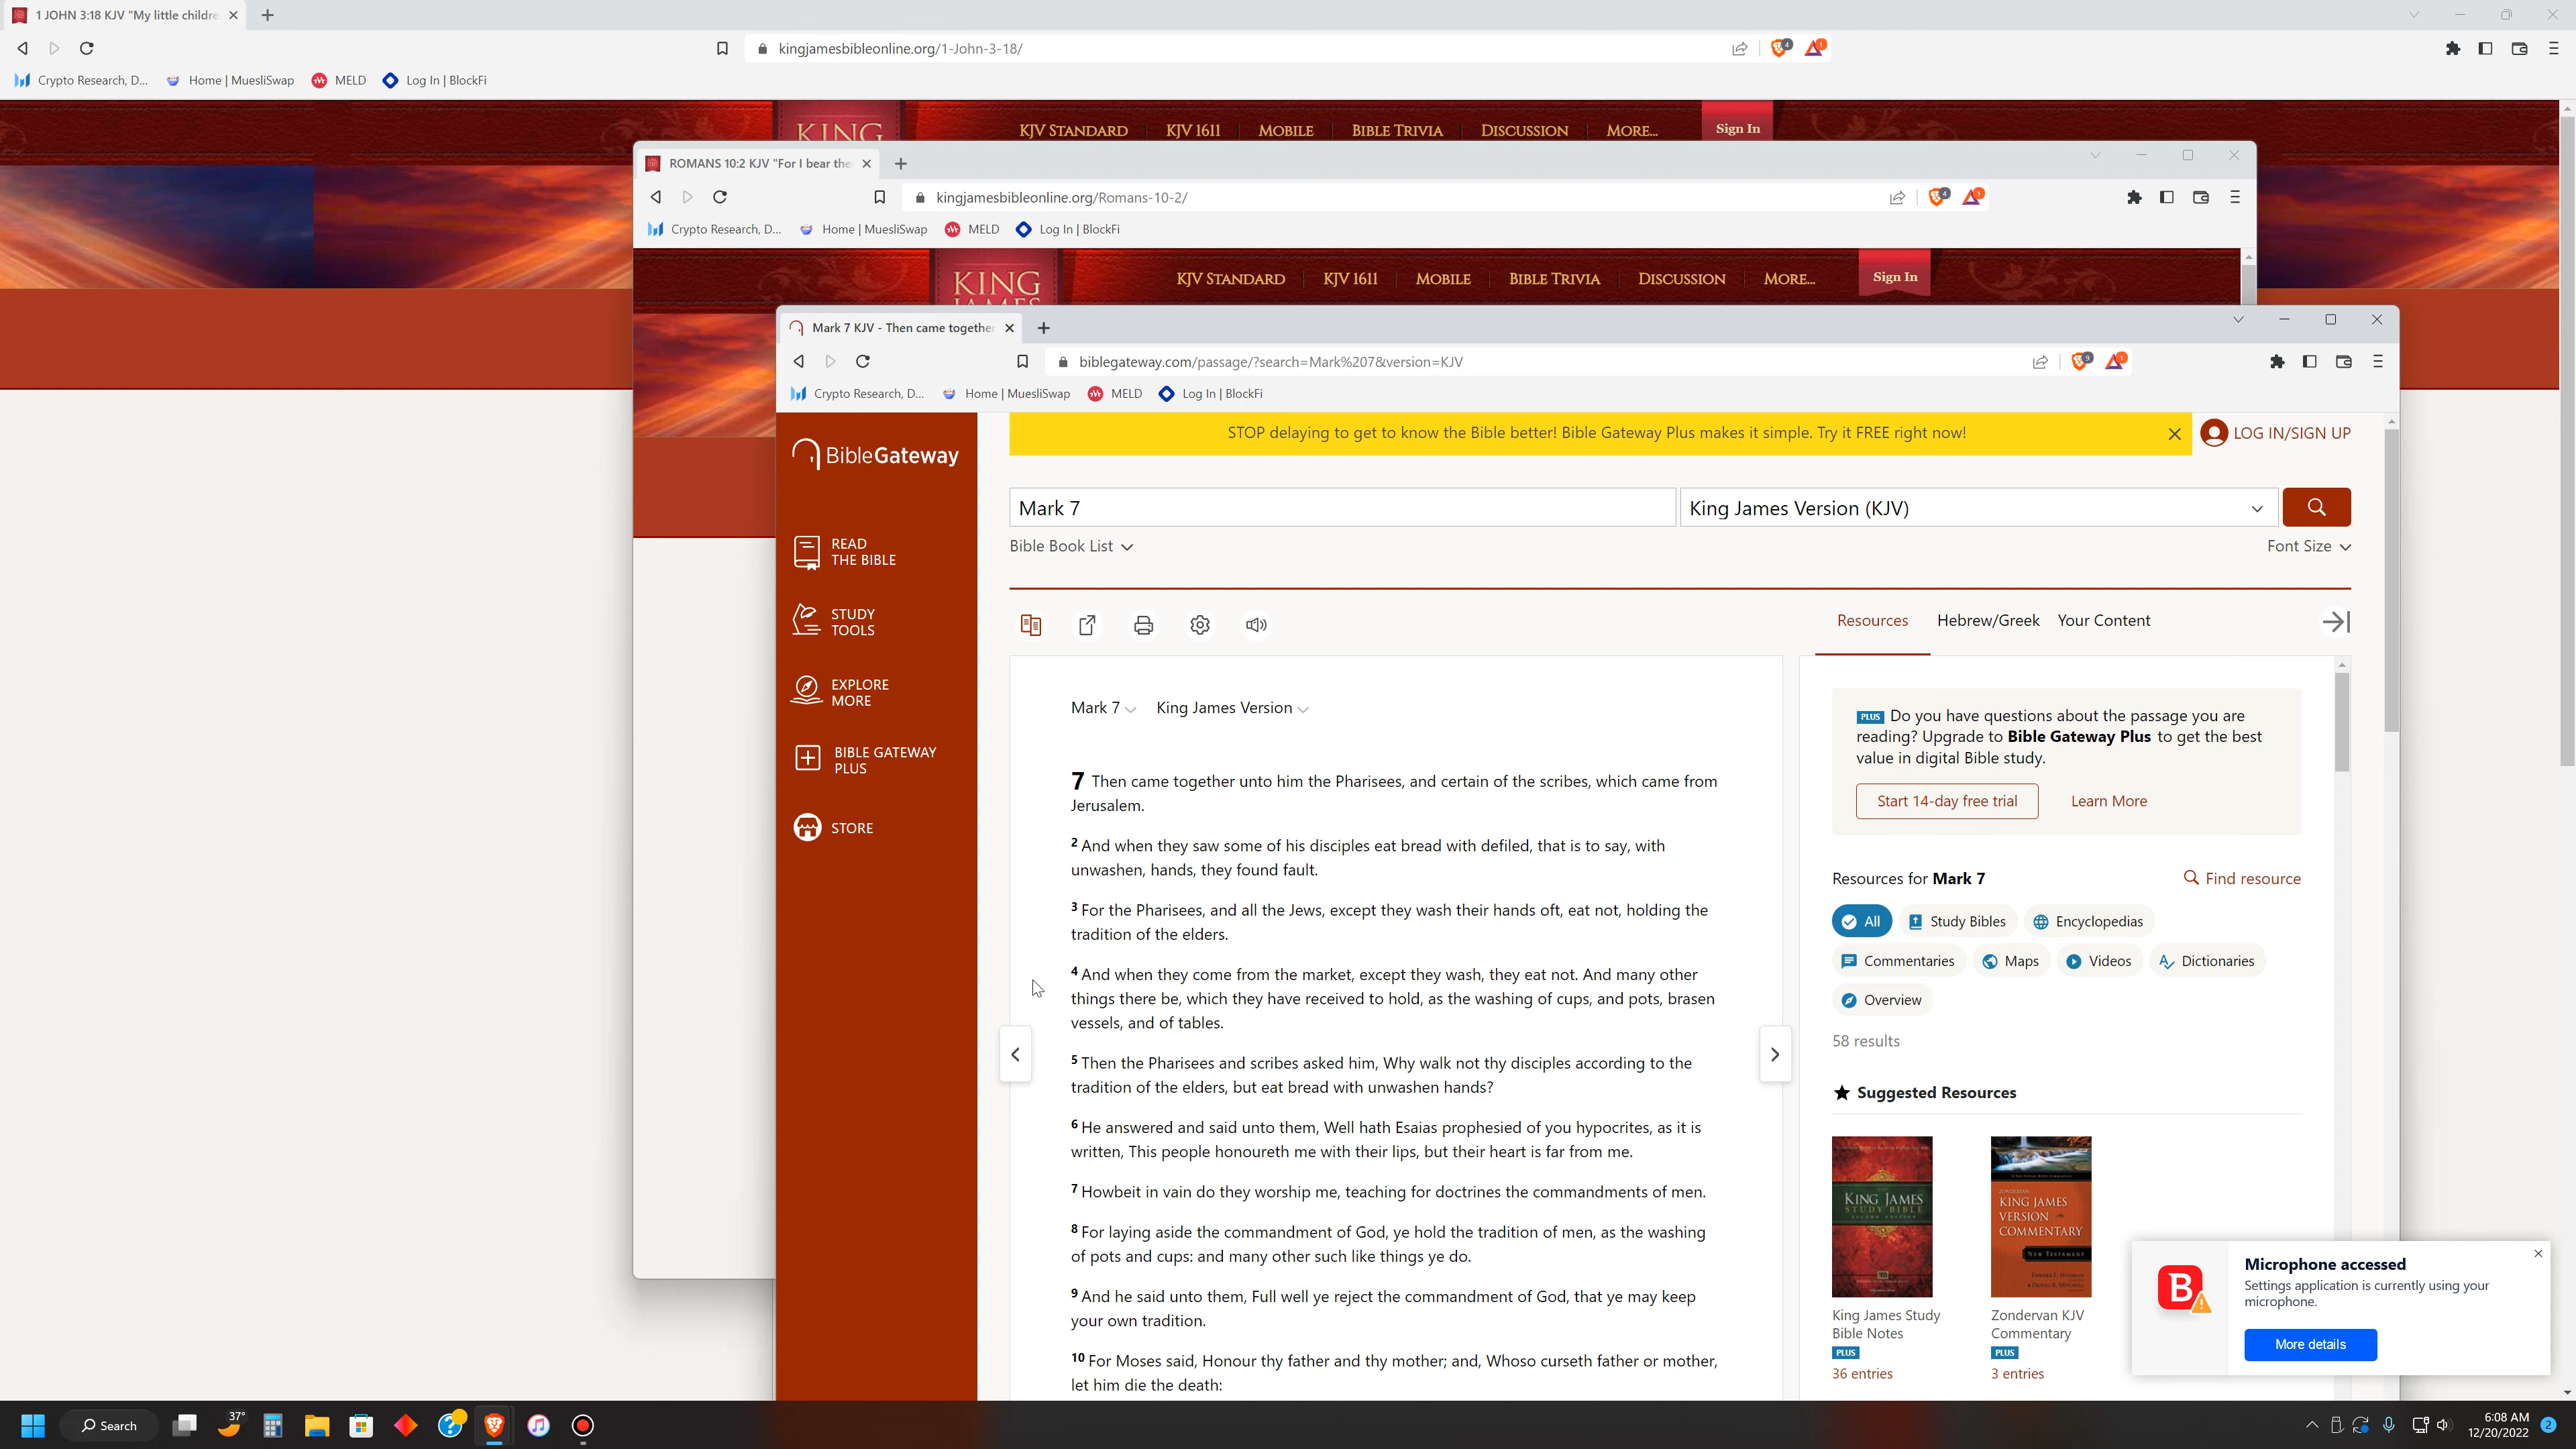 1 JOHN 3:18 KJV "My little childre
kingjamesbibleonline.org/1-John-3-18/
4
1
Crypto Research, D...
Home | MuesliSwap
MELD
Log In | BlockFi
KING
KJV STANDARD
KJV 1611
MOBILE
BIBLE TRIVIA
DISCUSSION
MORE...
Sign In
ROMANS 10:2 KJV "For I bear the
kingjamesbibleonline.org/Romans-10-2/
4
1
Crypto Research, D...
Home | MuesliSwap
MELD
Log In | BlockFi
KING
JAMES
KJV STANDARD
KJV 1611
MOBILE
BIBLE TRIVIA
DISCUSSION
MORE...
Sign In
Mark 7 KJV - Then came together
biblegateway.com/passage/?search=Mark%207&version=KJV
9
1
Crypto Research, D...
Home | MuesliSwap
MELD
Log In | BlockFi
BibleGateway
STOP delaying to get to know the Bible better! Bible Gateway Plus makes it simple. Try it FREE right now!
LOG IN/SIGN UP
Mark 7
King James Version (KJV)
Bible Book List
Font Size
READ
THE BIBLE
STUDY
TOOLS
EXPLORE
MORE
BIBLE GATEWAY
PLUS
STORE
Resources
Hebrew/Greek
Your Content
Mark 7
King James Version
7 Then came together unto him the Pharisees, and certain of the scribes, which came from
Jerusalem.
2 And when they saw some of his disciples eat bread with defiled, that is to say, with
unwashen, hands, they found fault.
3 For the Pharisees, and all the Jews, except they wash their hands oft, eat not, holding the
tradition of the elders.
4 And when they come from the market, except they wash, they eat not. And many other
things there be, which they have received to hold, as the washing of cups, and pots, brasen
vessels, and of tables.
5 Then the Pharisees and scribes asked him, Why walk not thy disciples according to the
tradition of the elders, but eat bread with unwashen hands?
6 He answered and said unto them, Well hath Esaias prophesied of you hypocrites, as it is
written, This people honoureth me with their lips, but their heart is far from me.
7 Howbeit in vain do they worship me, teaching for doctrines the commandments of men.
8 For laying aside the commandment of God, ye hold the tradition of men, as the washing
of pots and cups: and many other such like things ye do.
9 And he said unto them, Full well ye reject the commandment of God, that ye may keep
your own tradition.
10 For Moses said, Honour thy father and thy mother; and, Whoso curseth father or mother,
let him die the death:
PLUS Do you have questions about the passage you are
reading? Upgrade to Bible Gateway Plus to get the best
value in digital Bible study.
Start 14-day free trial
Learn More
Resources for Mark 7
Find resource
All
Study Bibles
Encyclopedias
Commentaries
Maps
Videos
Dictionaries
Overview
58 results
Suggested Resources
KING JAMES
STUDY BIBLE
KING JAMES
VERSION
COMMENTARY
NEW TESTAMENT
King James Study
Bible Notes
PLUS
36 entries
Zondervan KJV
Commentary
PLUS
3 entries
B
Microphone accessed
Settings application is currently using your
microphone.
More details
Search
37°
6:08 AM
12/20/2022
2